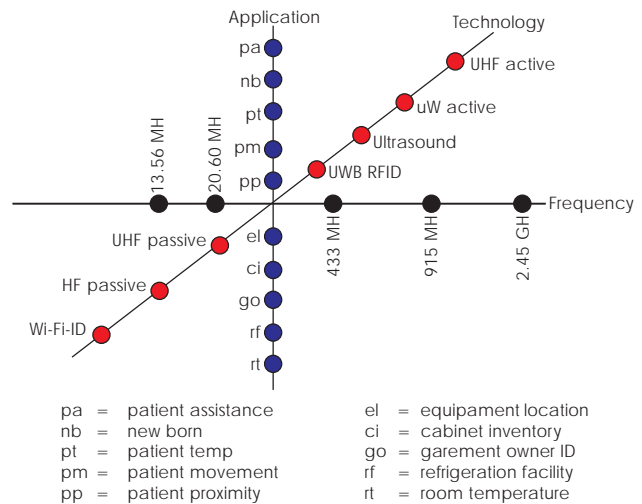 Application
Technology
pa
UHF active
nb
uW active
pt
Ultrasound
pm
UWB RFID
pp
13.56 MH
20.60 MH
Frequency
el
UHF passive
433 MH
915 MH
2.45 GH
ci
HF passive
go
Wi-Fi-ID
rf
rt
pa = patient assistance
nb = new born
pt = patient temp
pm = patient movement
pp = patient proximity
el = equipament location
ci = cabinet inventory
go = garement owner ID
rf = refrigeration facility
rt = room temperature